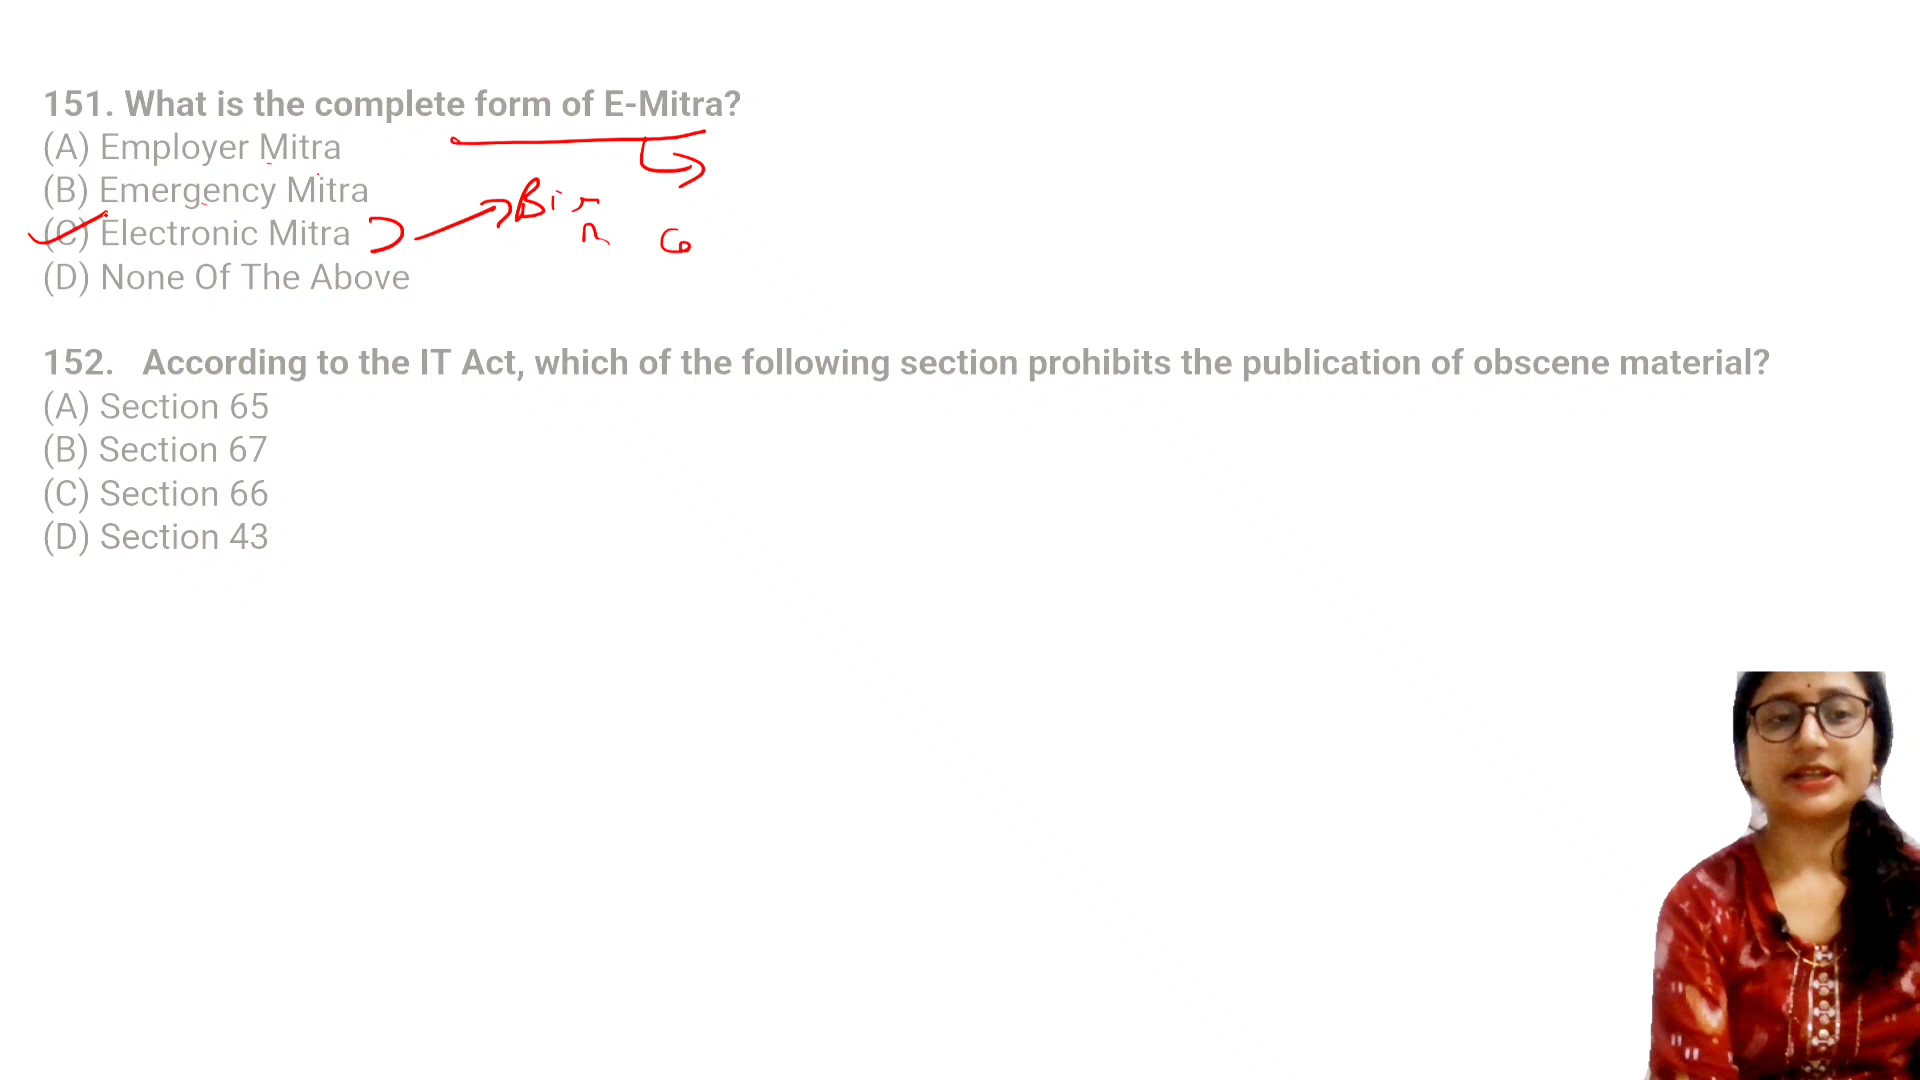 151. What is the complete form of E-Mitra?
(A) Employer Mitra
(B) Emergency Mitra
(C) Electronic Mitra
(D) None Of The Above
152. According to the IT Act, which of the following section prohibits the publication of obscene material?
(A) Section 65
(B) Section 67
(C) Section 66
(D) Section 43